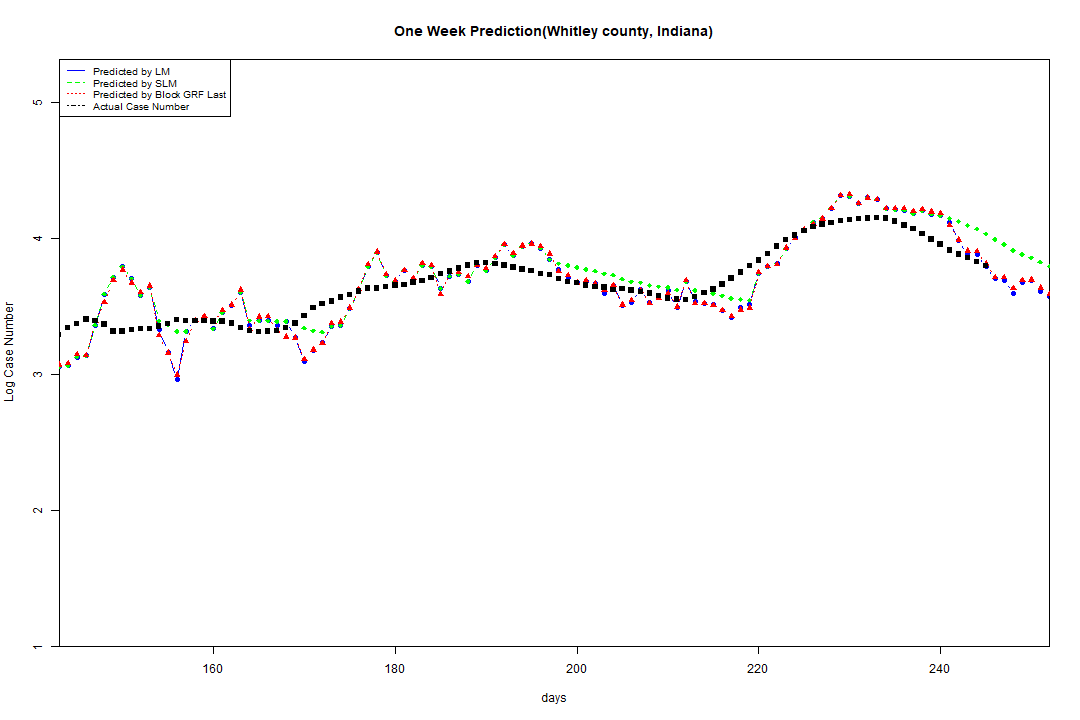 One Week Prediction(Whitley county, Indiana)
Predicted by LM
Predicted by SLM
Predicted by Block GRF Last
Actual Case Number
5
4
3
2
1
Log Case Number
160 180 200 220 240
days